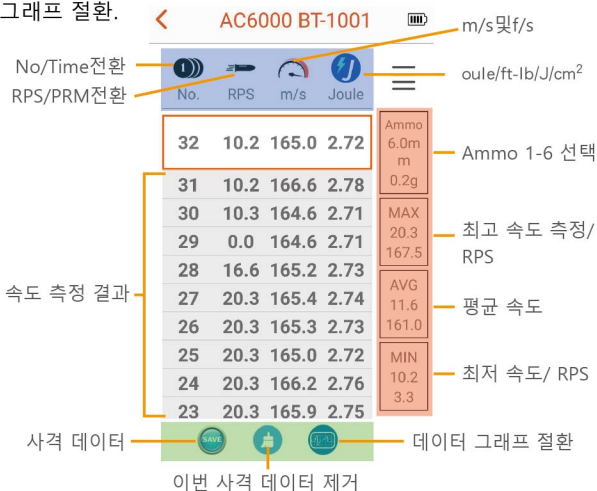 그래프 절환.
AC6000 BT-1001
m/s및f/s
No/Time전환
RPS/PRM전환
oule/ft-Ib/J/cm²
No. RPS m/s Joule
32 10.2 165.0 2.72
31 10.2 166.6 2.78
30 10.3 164.6 2.71
29 0.0 164.6 2.71
28 16.6 165.2 2.73
27 20.3 165.4 2.74
26 20.3 165.3 2.73
25 20.3 165.0 2.72
24 20.3 166.2 2.76
23 20.3 165.9 2.75
속도 측정 결과
Ammo
6.0m
m
0.2g
Ammo 1-6 선택
MAX
20.3
167.5
최고 속도 측정/
RPS
AVG
11.6
161.0
평균 속도
MIN
10.2
3.3
최저 속도/ RPS
사격 데이터
SAVE
데이터 그래프 절환
이번 사격 데이터 제거